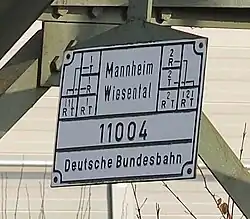 Mannheim
Wiesental
11004
Deutsche Bundesbahn